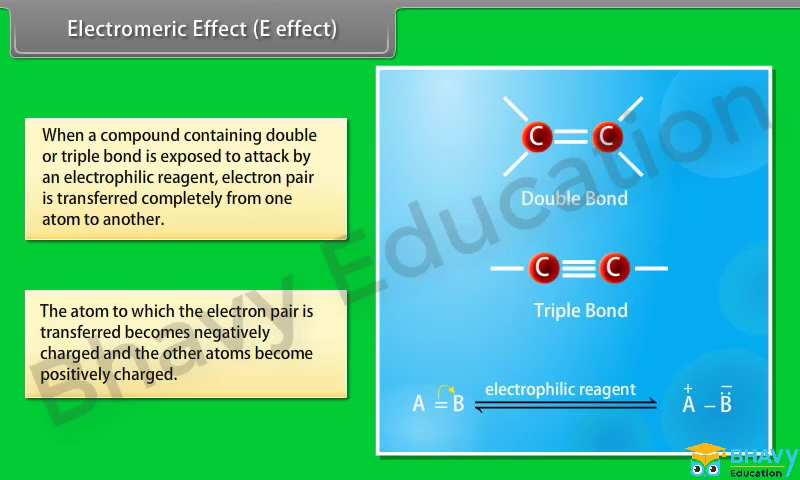 Electromeric Effect (E effect)
When a compound containing double
or triple bond is exposed to attack by
an electrophilic reagent, electron pair
is transferred completely from one
atom to another.
The atom to which the electron pair is
transferred becomes negatively
charged and the other atoms become
positively charged.
C = C
Double Bond
C ≡ C
Triple Bond
A = B electrophilic reagent A⁺ – B̈⁻
Bhavy Education
BHAVY
Education